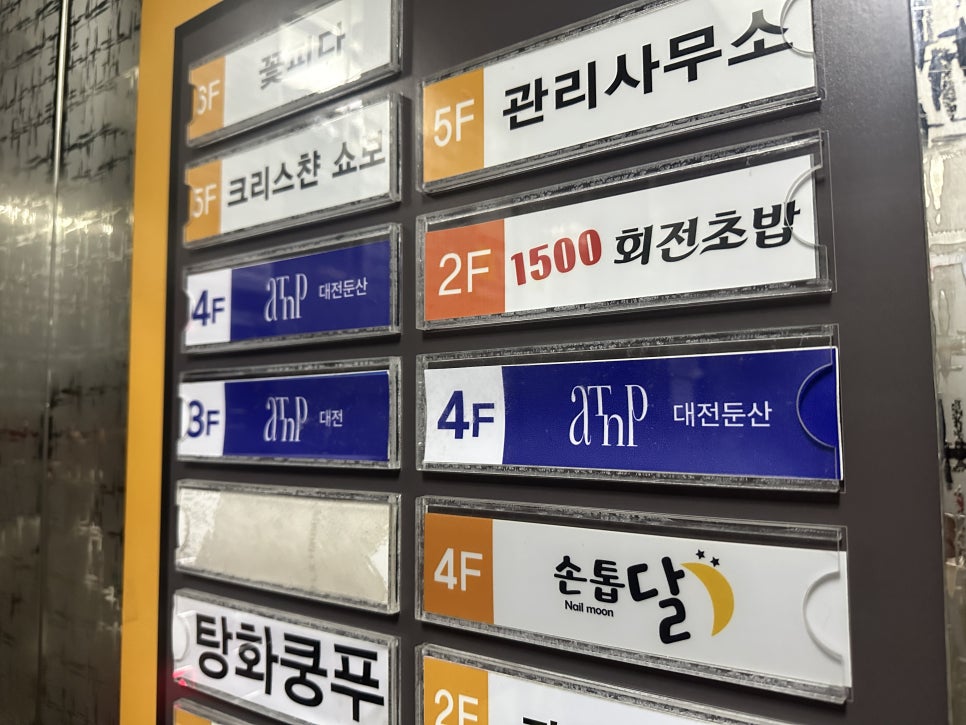 꽃피다
5F
크리스챤 쇼보
4F
aTnP 대전둔산
3F
aTnP 대전
탕화쿵푸
5F
관리사무소
2F
1500 회전초밥
4F
aTnP 대전둔산
4F
손톱달
Nail moon
2F